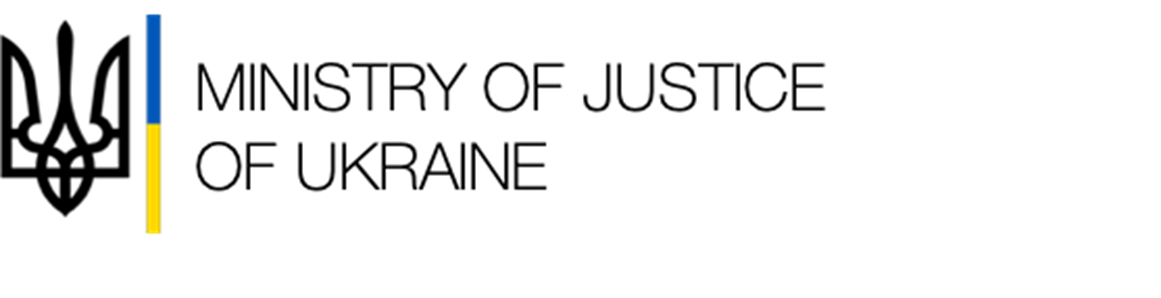 MINISTRY OF JUSTICE
OF UKRAINE